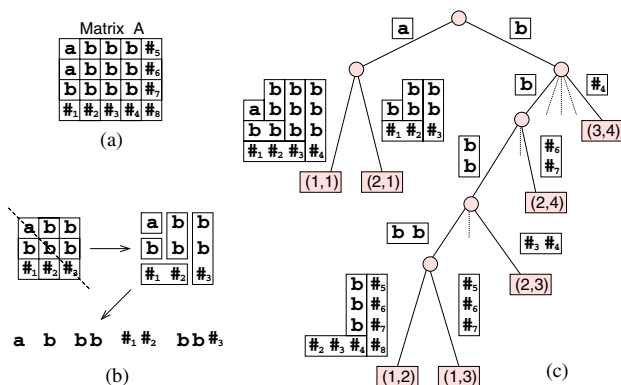 Matrix A
a b b b #₅
a b b b #₆
b b b b #₇
#₁ #₂ #₃ #₄ #₈
(a)
a b b
b b b
#₁ #₂ #₃
a b b
b b b
#₁ #₂ #₃
a b bb #₁#₂ bb#₃
(b)
a b
b #₄
b b b
a b b b
b b b b
#₁ #₂ #₃ #₄
b b
b b b
#₁ #₂ #₃
(3,4)
b
b
#₆
#₇
(1,1) (2,1) (2,4)
b b
#₃ #₄
(2,3)
b #₅
b #₆
b #₇
#₂ #₃ #₄ #₈
#₅
#₆
#₇
(1,2) (1,3)
(c)